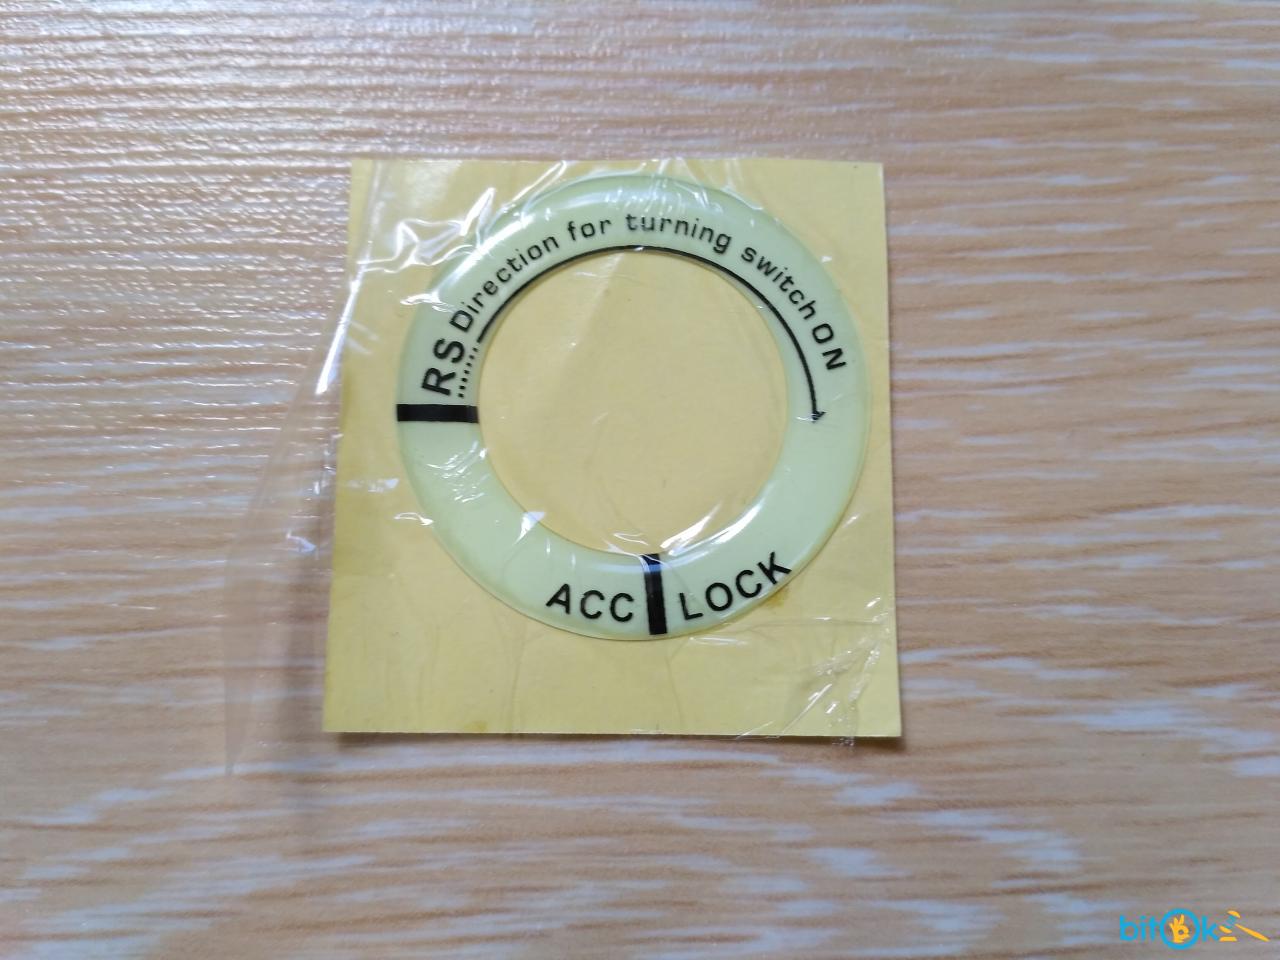 RS Direction for turning switch ON
ACC LOCK
bitOk